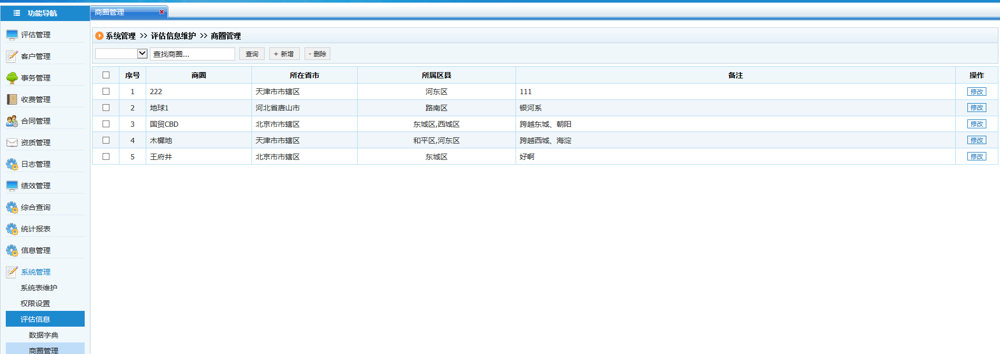 功能导航
商圈管理
评估管理
客户管理
事务管理
收费管理
合同管理
资质管理
日志管理
绩效管理
综合查询
统计报表
信息管理
系统管理
系统表维护
权限设置
评估信息
数据字典
商圈管理
系统管理 >> 评估信息维护 >> 商圈管理
查找商圈... 查询 + 新增 - 删除
序号 商圈 所在省市 所属区县 备注 操作
1 222 天津市市辖区 河东区 111 修改
2 地球1 河北省唐山市 路南区 银河系 修改
3 国贸CBD 北京市市辖区 东城区,西城区 跨越东城、朝阳 修改
4 木樨地 天津市市辖区 和平区,河东区 跨越西城、海淀 修改
5 王府井 北京市市辖区 东城区 好啊 修改